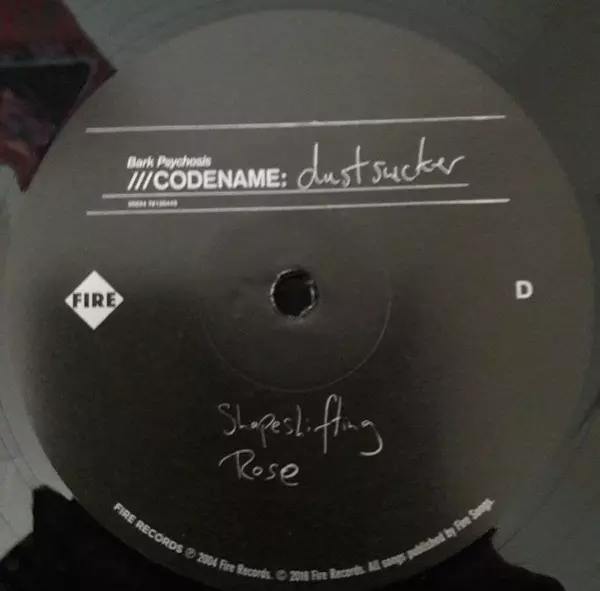 Bark Psychosis
///CODENAME: dustsucker
FIRE
D
Shapeshifting
Rose
FIRE RECORDS ℗ 2004 Fire Records. © 2018 Fire Records. All songs published by Fire Songs.